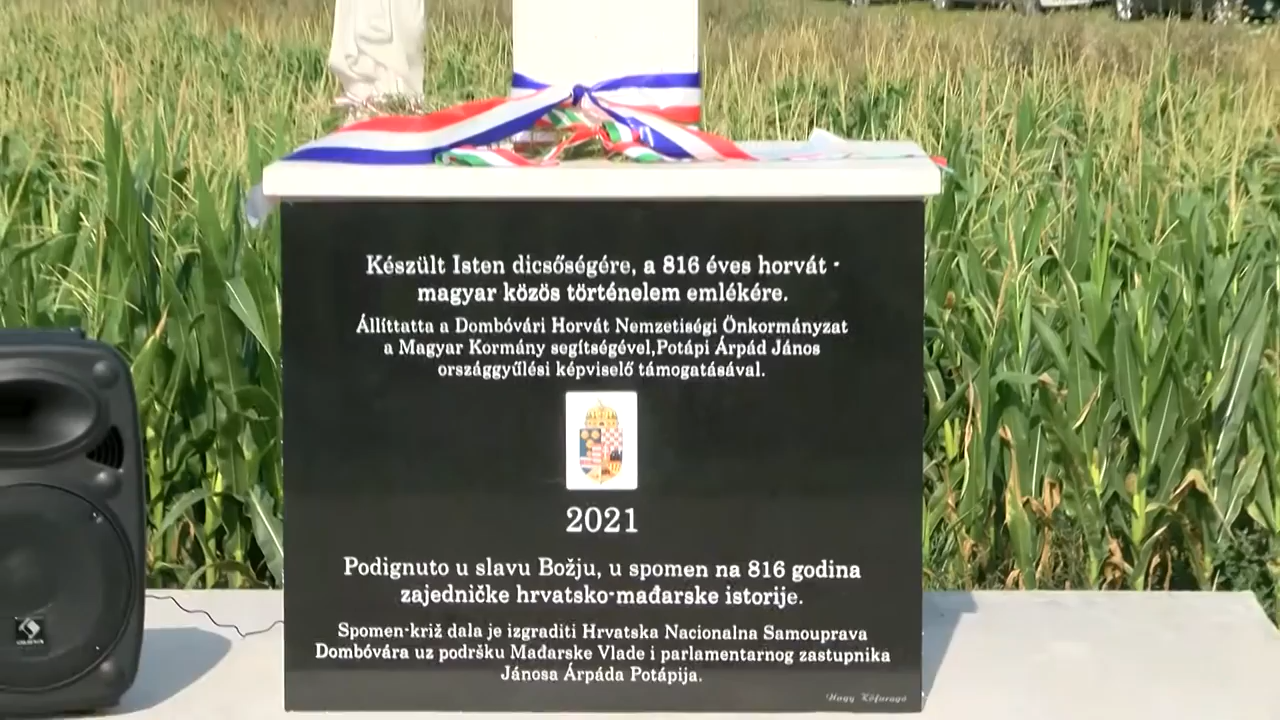 Készült Isten dicsőségére, a 816 éves horvát -
magyar közös történelem emlékére.
Állíttatta a Dombóvári Horvát Nemzetiségi Önkormányzat
a Magyar Kormány segítségével,Potápi Árpád János
országgyűlési képviselő támogatásával.
2021
Podignuto u slavu Božju, u spomen na 816 godina
zajedničke hrvatsko-mađarske istorije.
Spomen-križ dala je izgraditi Hrvatska Nacionalna Samouprava
Dombóvára uz podršku Mađarske Vlade i parlamentarnog zastupnika
Jánosa Árpáda Potápija.
Nagy Kőfaragó